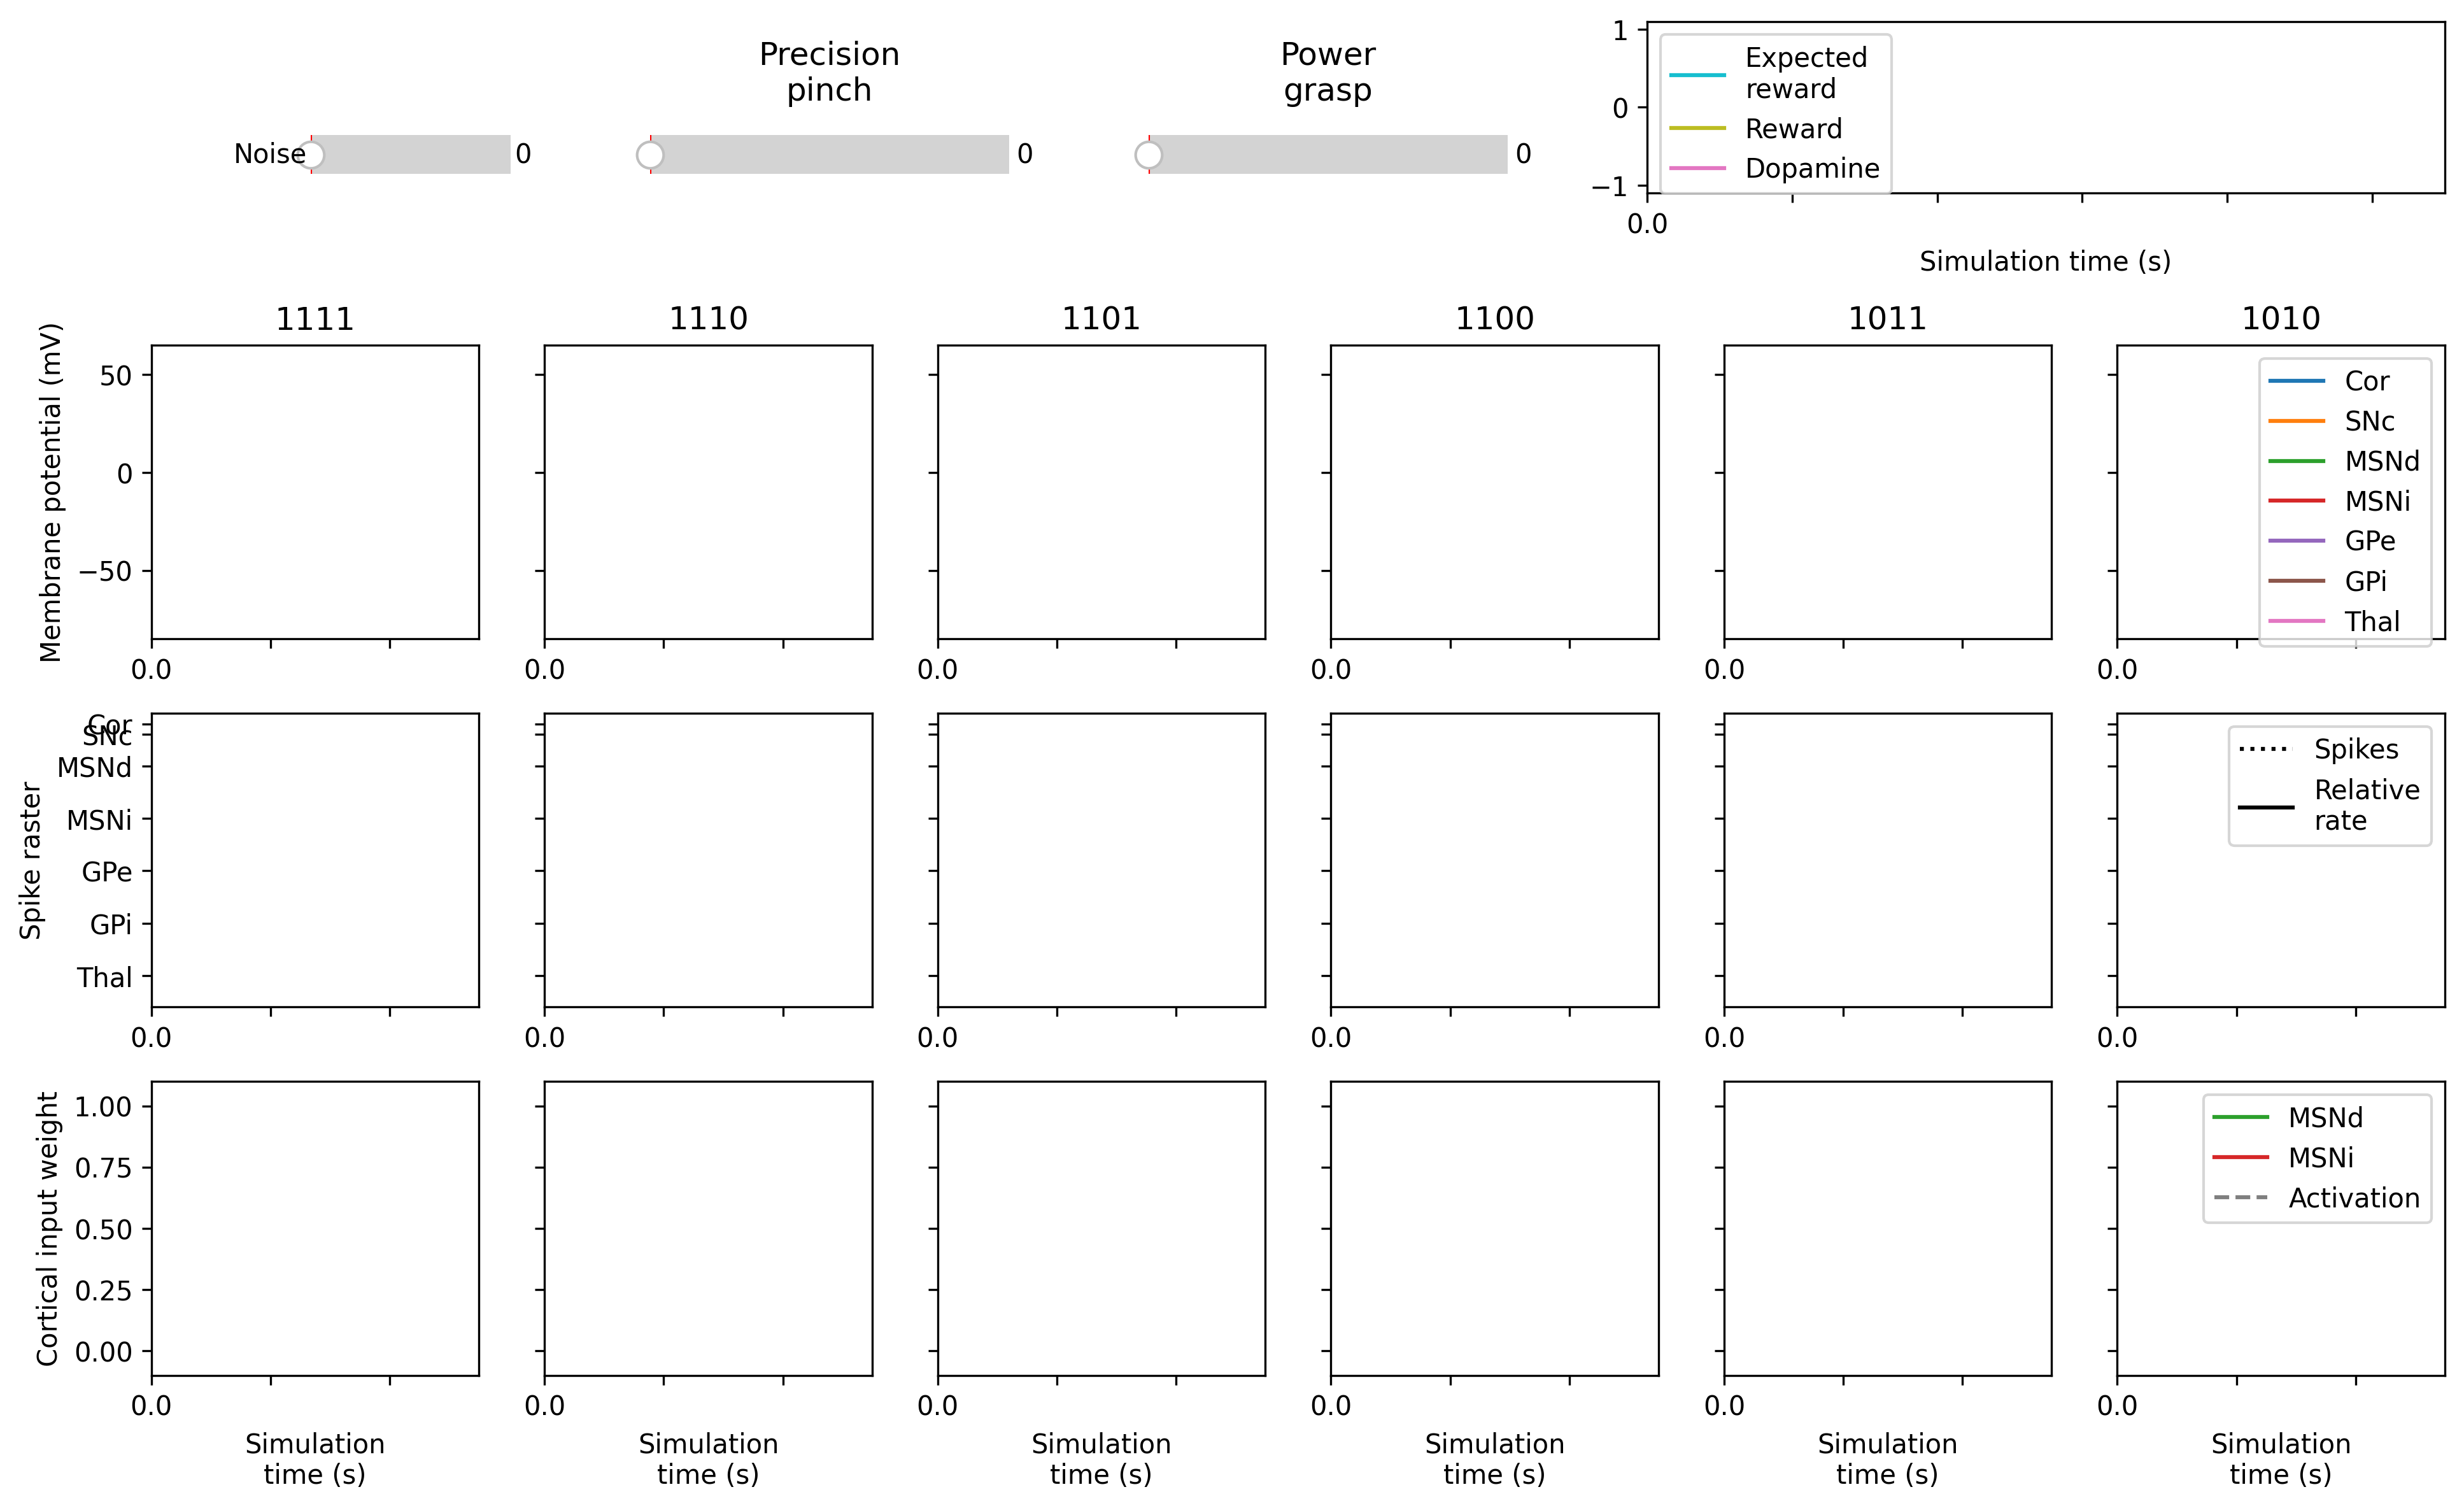 Precision
pinch
Power
grasp
Noise
0
0
0
1
0
−1
Expected
reward
Reward
Dopamine
0.0
Simulation time (s)
1111
1110
1101
1100
1011
1010
Membrane potential (mV)
50
0
−50
Cor
SNc
MSNd
MSNi
GPe
GPi
Thal
0.0
0.0
0.0
0.0
0.0
0.0
Spike raster
Cor
SNc
MSNd
MSNi
GPe
GPi
Thal
Spikes
Relative
rate
0.0
0.0
0.0
0.0
0.0
0.0
Cortical input weight
1.00
0.75
0.50
0.25
0.00
MSNd
MSNi
Activation
0.0
0.0
0.0
0.0
0.0
0.0
Simulation
time (s)
Simulation
time (s)
Simulation
time (s)
Simulation
time (s)
Simulation
time (s)
Simulation
time (s)